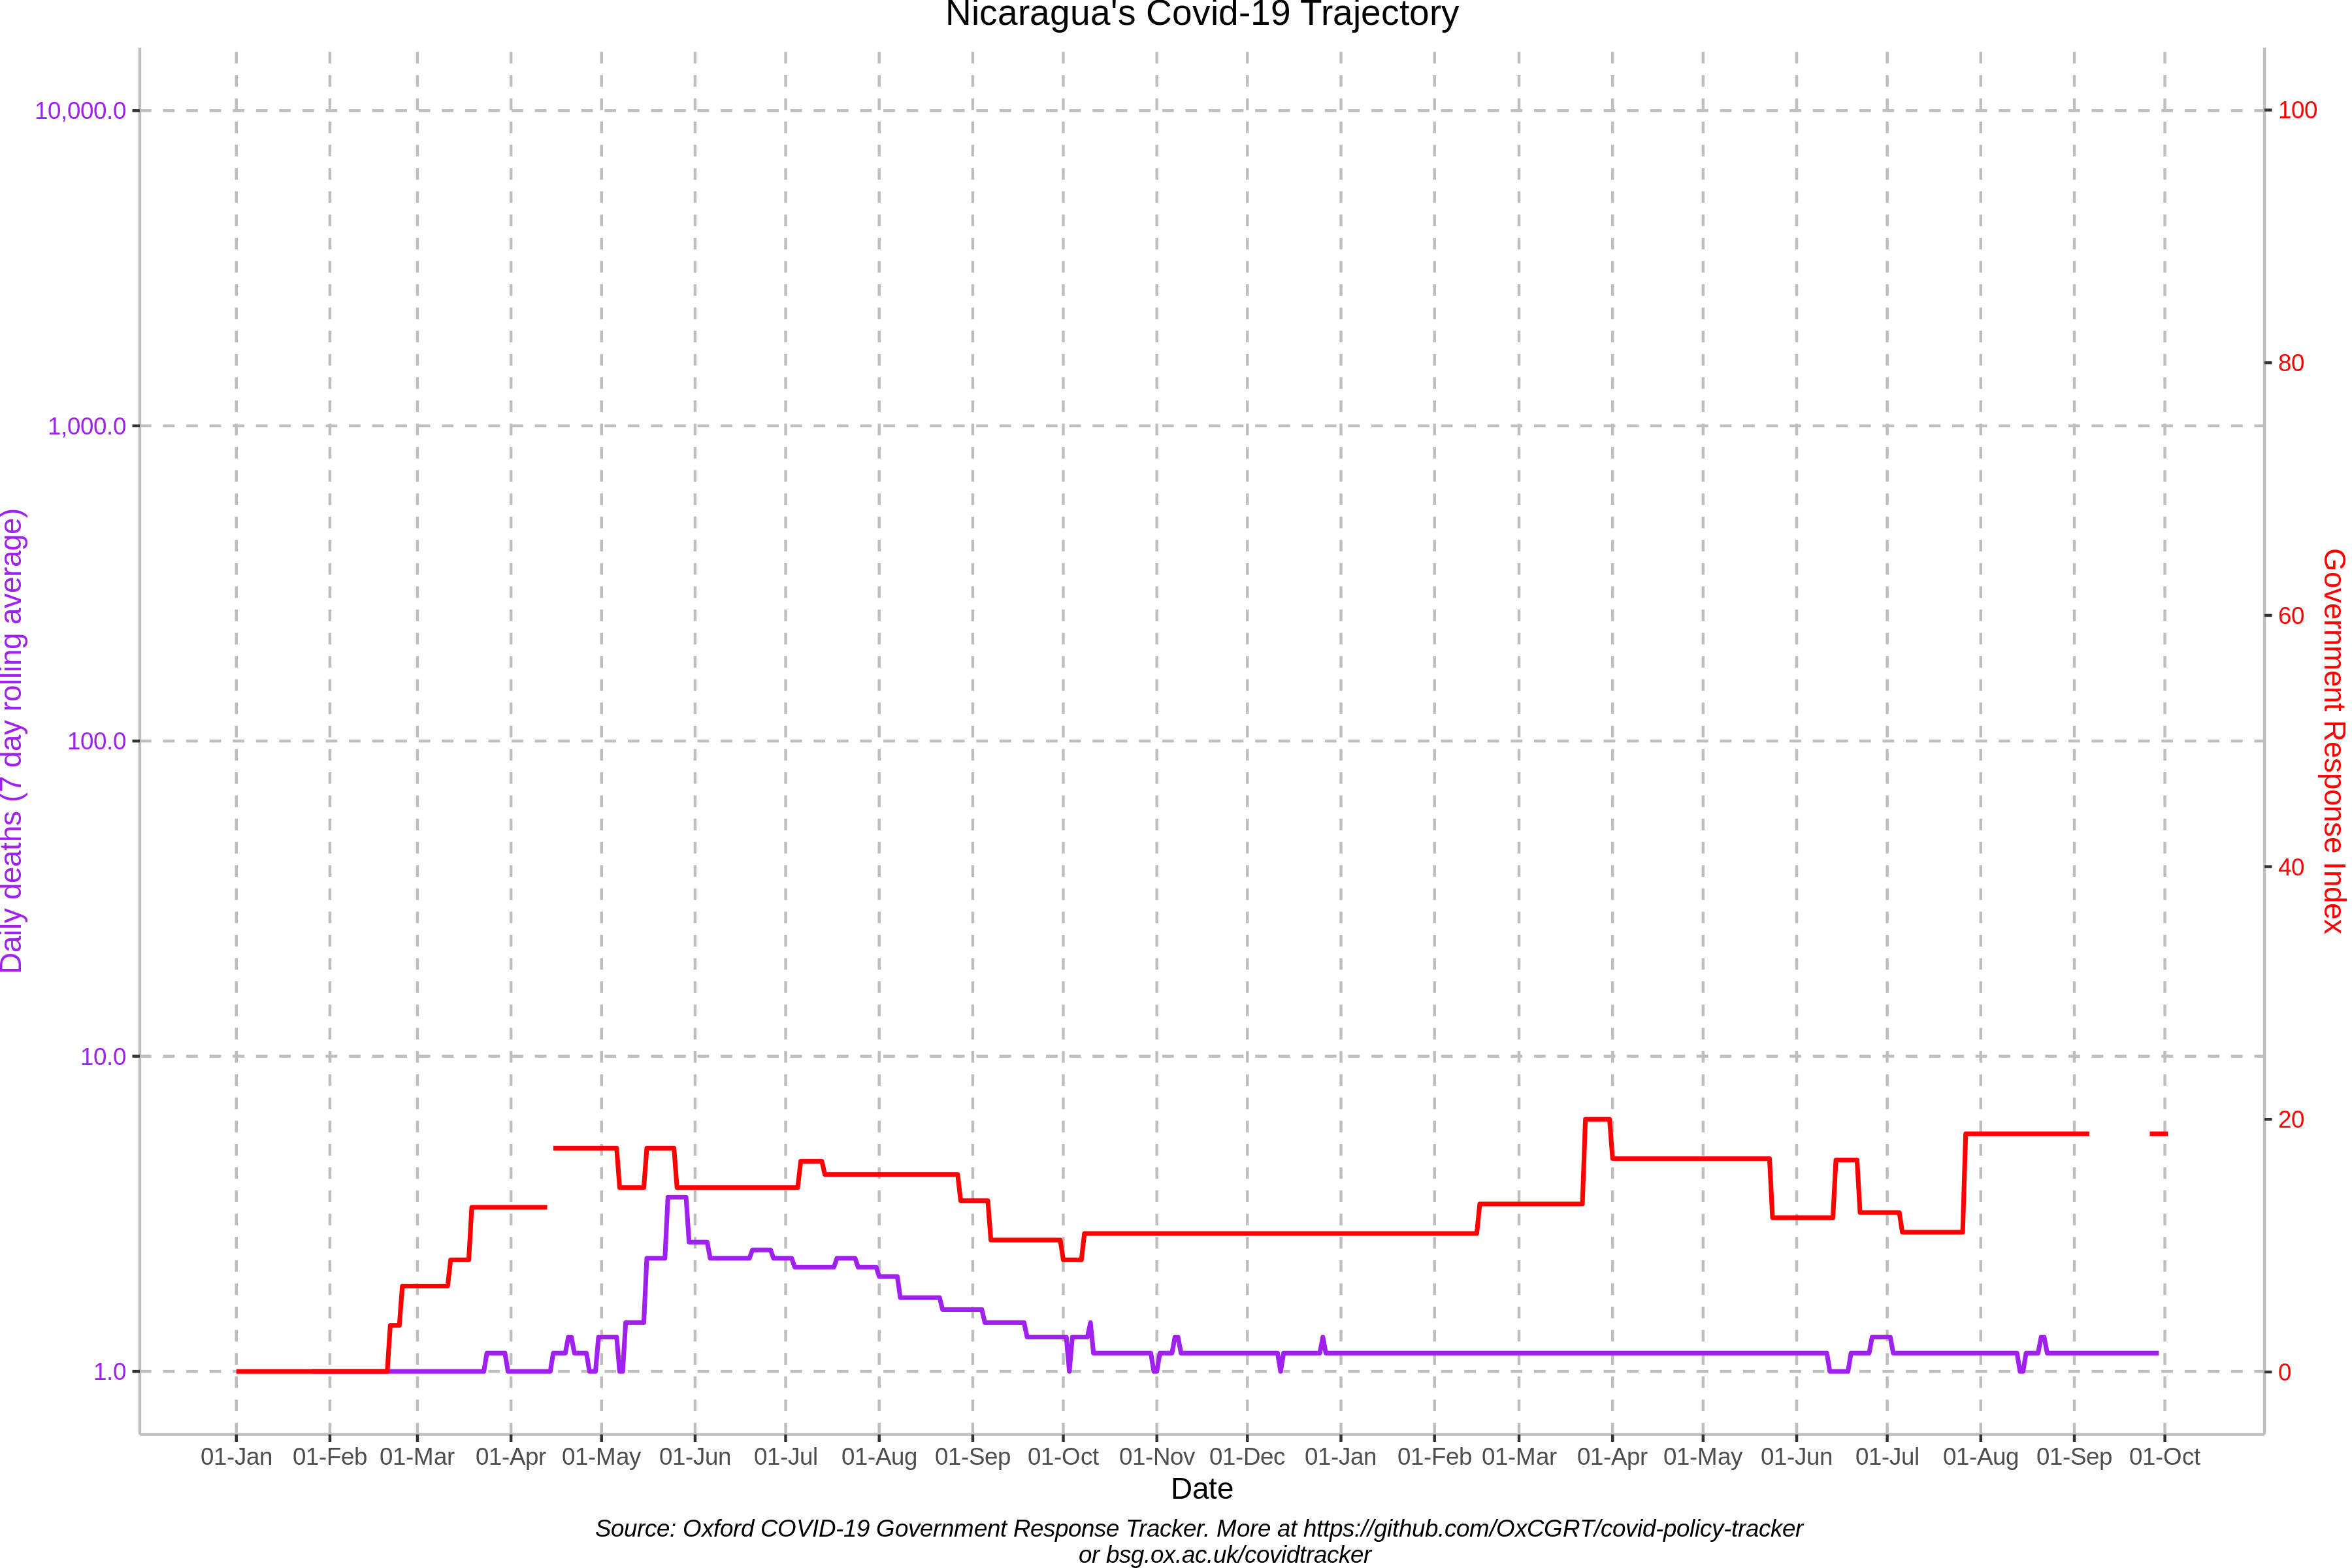 Nicaragua's Covid-19 Trajectory
10,000.0
1,000.0
100.0
10.0
1.0
Daily deaths (7 day rolling average)
100
80
60
40
20
0
Government Response Index
01-Jan 01-Feb 01-Mar 01-Apr 01-May 01-Jun 01-Jul 01-Aug 01-Sep 01-Oct 01-Nov 01-Dec 01-Jan 01-Feb 01-Mar 01-Apr 01-May 01-Jun 01-Jul 01-Aug 01-Sep 01-Oct
Date
Source: Oxford COVID-19 Government Response Tracker. More at https://github.com/OxCGRT/covid-policy-tracker
or bsg.ox.ac.uk/covidtracker